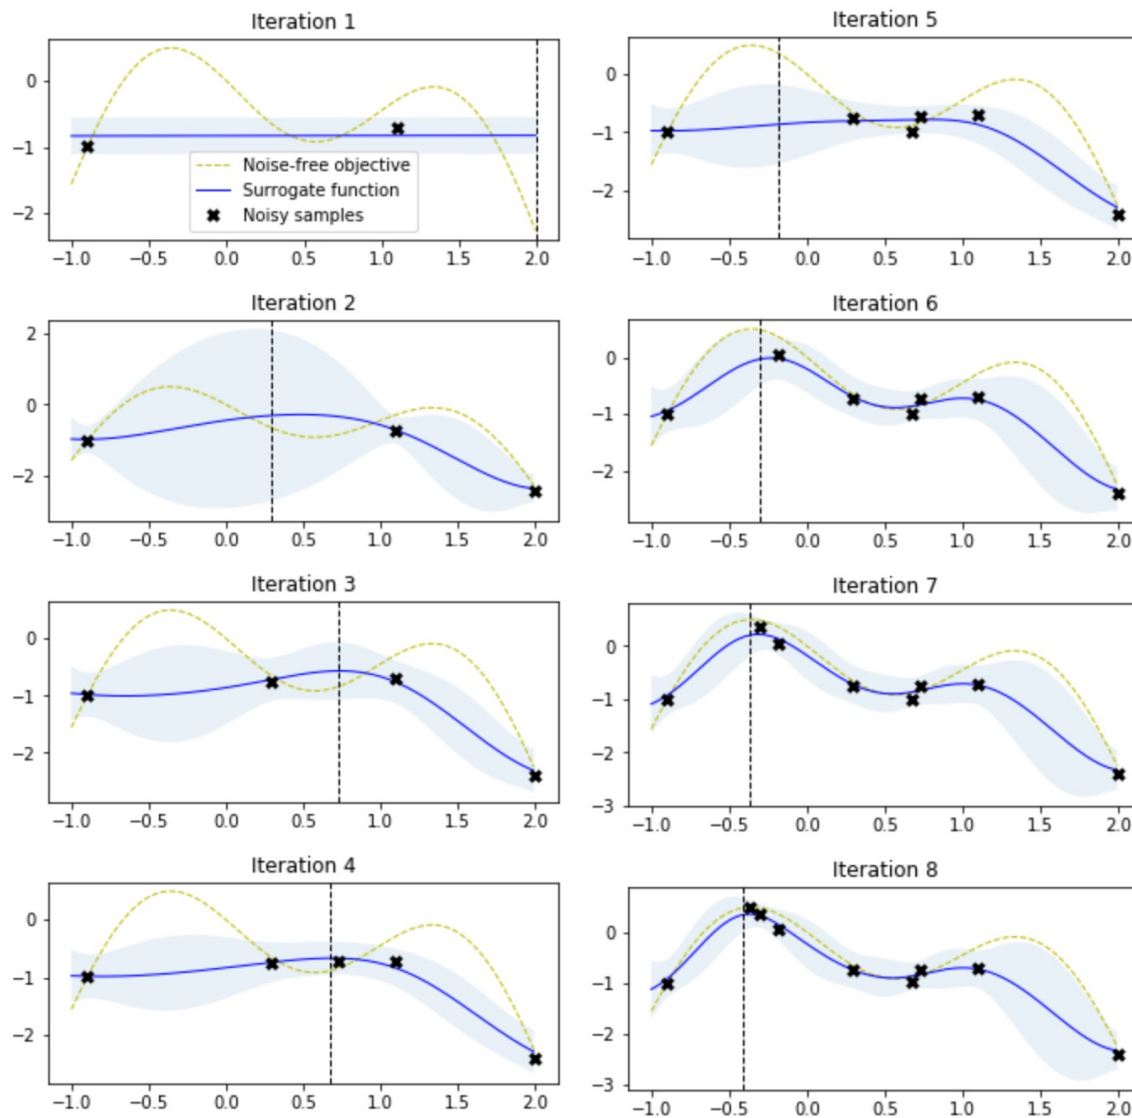 Iteration 1
0
−1
−2
Noise-free objective
Surrogate function
Noisy samples
−1.0 −0.5 0.0 0.5 1.0 1.5 2.0
Iteration 2
2
0
−2
−1.0 −0.5 0.0 0.5 1.0 1.5 2.0
Iteration 3
0
−1
−2
−1.0 −0.5 0.0 0.5 1.0 1.5 2.0
Iteration 4
0
−1
−2
−1.0 −0.5 0.0 0.5 1.0 1.5 2.0
Iteration 5
0
−1
−2
−1.0 −0.5 0.0 0.5 1.0 1.5 2.0
Iteration 6
0
−1
−2
−1.0 −0.5 0.0 0.5 1.0 1.5 2.0
Iteration 7
0
−1
−2
−3
−1.0 −0.5 0.0 0.5 1.0 1.5 2.0
Iteration 8
0
−1
−2
−3
−1.0 −0.5 0.0 0.5 1.0 1.5 2.0